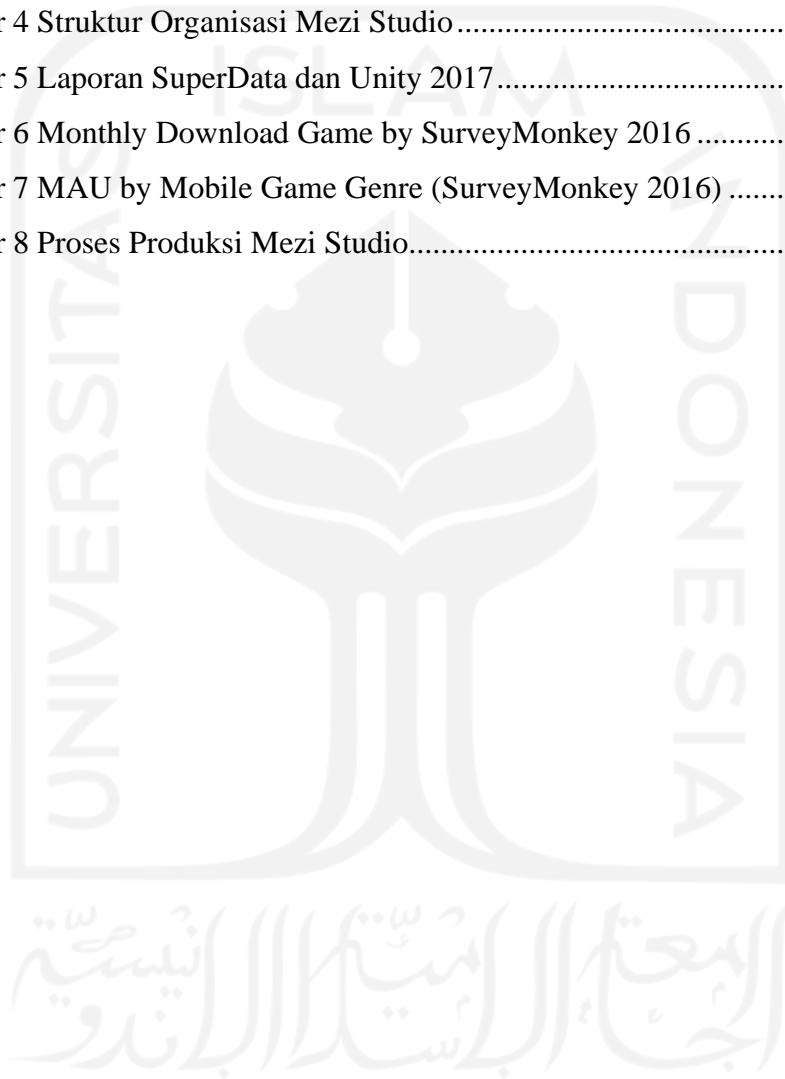 r 4 Struktur Organisasi Mezi Studio.........................................
ISLAM
r 5 Laporan SuperData dan Unity 2017....................................
r 6 Monthly Download Game by SurveyMonkey 2016 ...........
r 7 MAU by Mobile Game Genre (SurveyMonkey 2016) .......
r 8 Proses Produksi Mezi Studio...............................................
UNIVERSITAS
INDONESIA